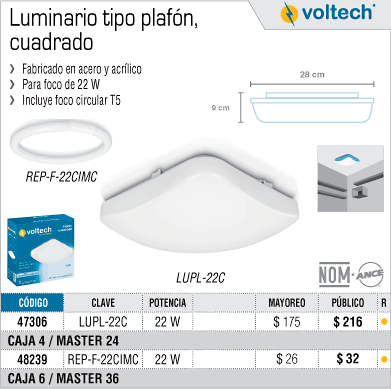 Luminario tipo plafón,
cuadrado
voltech®
› Fabricado en acero y acrílico
› Para foco de 22 W
› Incluye foco circular T5
28 cm
9 cm
REP-F-22CIMC
voltech
LUPL-22C
NOM-ANCE
CÓDIGO CLAVE POTENCIA MAYOREO PÚBLICO R
47306 LUPL-22C 22 W $ 175 $ 216
CAJA 4 / MASTER 24
48239 REP-F-22CIMC 22 W $ 26 $ 32
CAJA 6 / MASTER 36